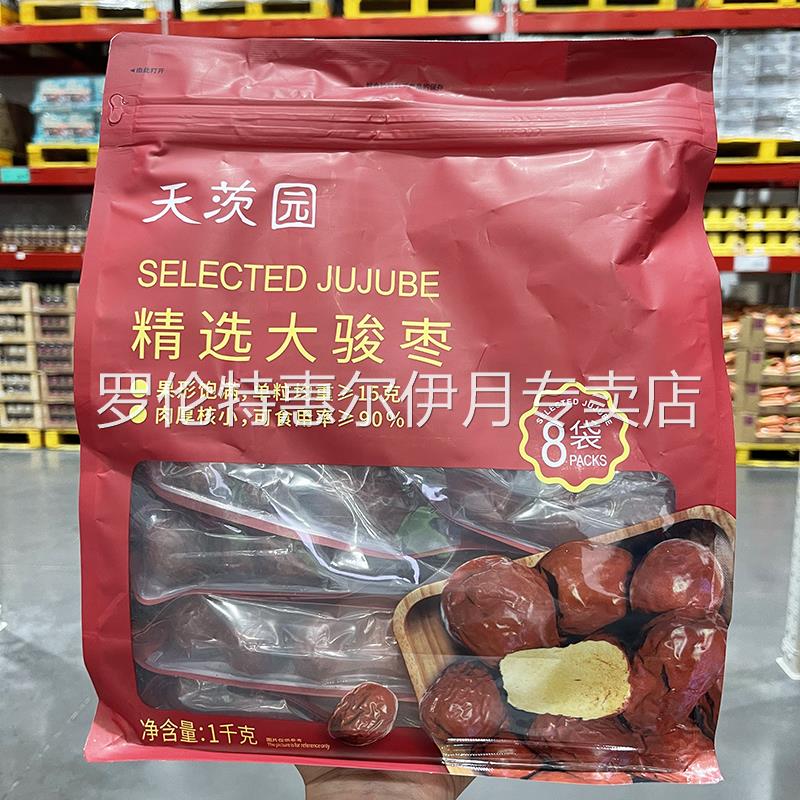 ◀由此打开
天茨园
SELECTED JUJUBE
精选大骏枣
果形饱满,单粒均重≥15克
肉厚核小,可食用率≥90%
罗伦特惠尔伊月专卖店
SELECTED JUJUBE
8袋
PACKS
净含量:1千克
图片仅供参考
The picture is for reference only